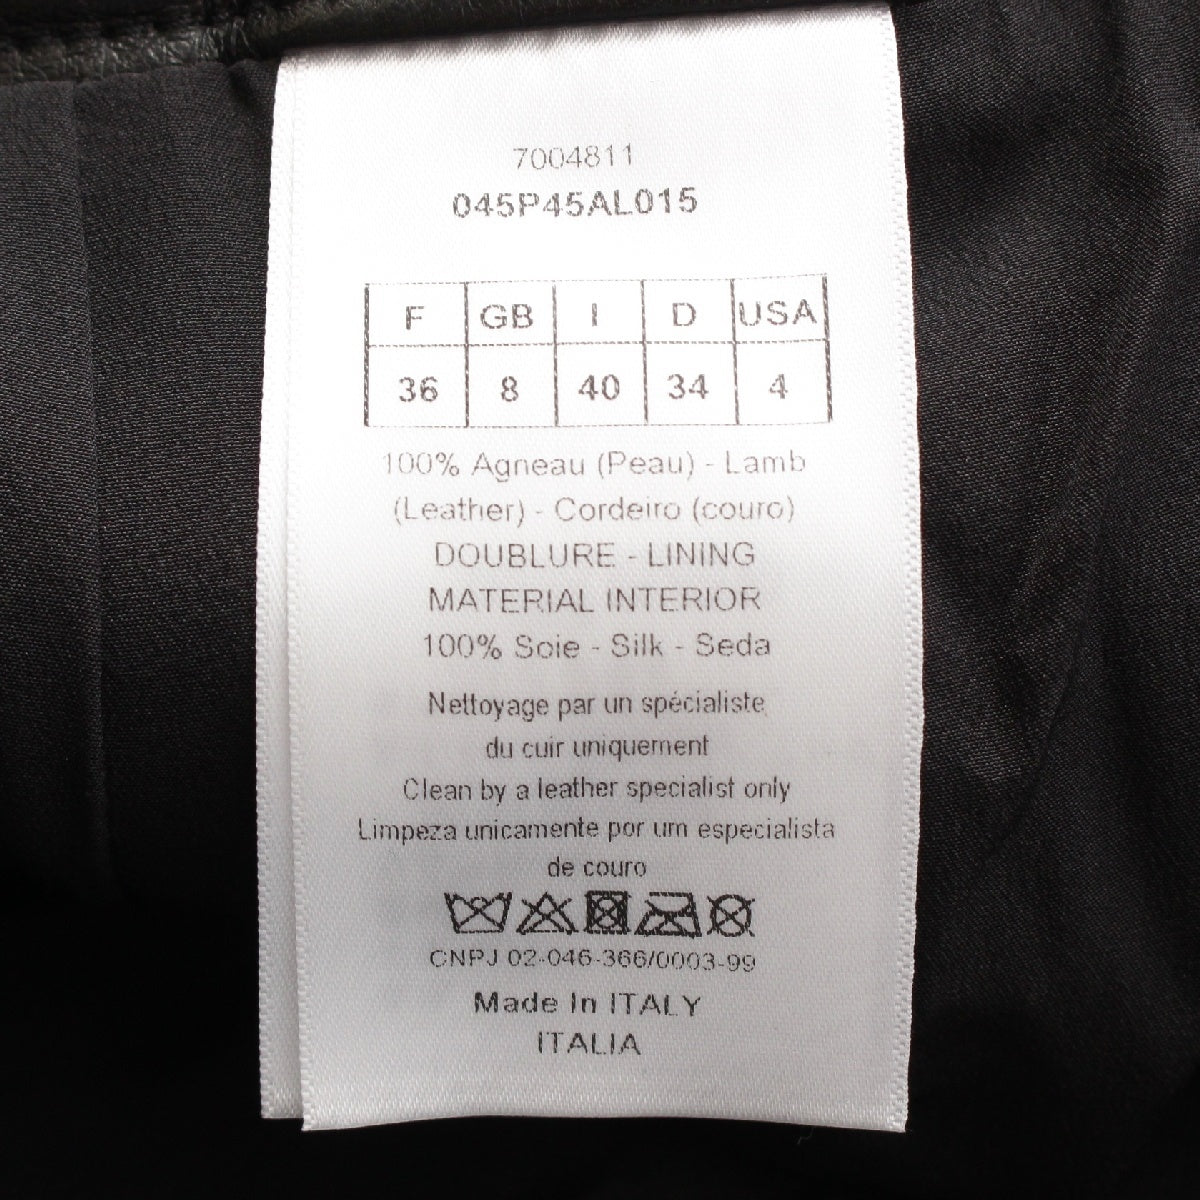 7004811
045P45AL015
F GB I D USA
36 8 40 34 4
100% Agneau (Peau) - Lamb
(Leather) - Cordeiro (couro)
DOUBLURE - LINING
MATERIAL INTERIOR
100% Soie - Silk - Seda
Nettoyage par un spécialiste
du cuir uniquement
Clean by a leather specialist only
Limpeza unicamente por um especialista
de couro
CNPJ 02-046-366/0003-99
Made In ITALY
ITALIA